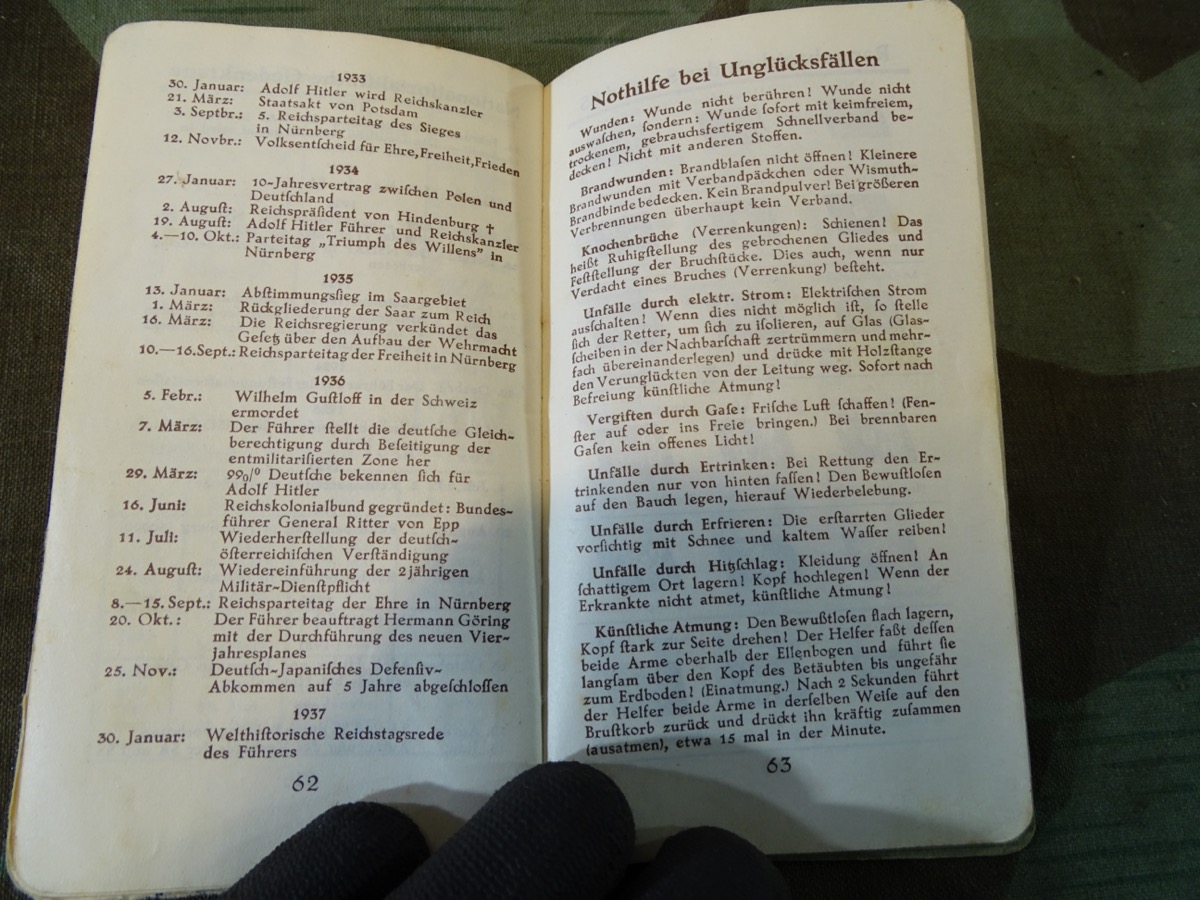 1933
30. Januar: Adolf Hitler wird Reichskanzler
21. März: Staatsakt von Potsdam
3. Septbr.: 5. Reichsparteitag des Sieges
in Nürnberg
12. Novbr.: Volksentſcheid für Ehre, Freiheit, Frieden
1934
27. Januar: 10-Jahresvertrag zwiſchen Polen und
Deutſchland
2. Auguſt: Reichspräſident von Hindenburg †
19. Auguſt: Adolf Hitler Führer und Reichskanzler
4.—10. Okt.: Parteitag „Triumph des Willens" in
Nürnberg
1935
13. Januar: Abſtimmungsſieg im Saargebiet
1. März: Rückgliederung der Saar zum Reich
16. März: Die Reichsregierung verkündet das
Geſetz über den Aufbau der Wehrmacht
10.—16. Sept.: Reichsparteitag der Freiheit in Nürnberg
1936
5. Febr.: Wilhelm Guſtloff in der Schweiz
ermordet
7. März: Der Führer ſtellt die deutſche Gleich-
berechtigung durch Beſeitigung der
entmilitariſierten Zone her
29. März: 99% Deutſche bekennen ſich für
Adolf Hitler
16. Juni: Reichskolonialbund gegründet: Bundes-
führer General Ritter von Epp
11. Juli: Wiederherſtellung der deutſch-
öſterreichiſchen Verſtändigung
24. Auguſt: Wiedereinführung der 2jährigen
Militär-Dienſtpflicht
8.—15. Sept.: Reichsparteitag der Ehre in Nürnberg
20. Okt.: Der Führer beauftragt Hermann Göring
mit der Durchführung des neuen Vier-
jahresplanes
25. Nov.: Deutſch-Japaniſches Defenſiv-
Abkommen auf 5 Jahre abgeſchloſſen
1937
30. Januar: Welthiſtorische Reichstagsrede
des Führers
62
Nothilfe bei Unglücksfällen
Wunden: Wunde nicht berühren! Wunde nicht
auswaſchen, ſondern: Wunde ſofort mit keimfreiem,
trockenem, gebrauchsfertigem Schnellverband be-
decken! Nicht mit anderen Stoffen.
Brandwunden: Brandblaſen nicht öffnen! Kleinere
Brandwunden mit Verbandpäckchen oder Wismuth-
Brandbinde bedecken. Kein Brandpulver! Bei größeren
Verbrennungen überhaupt kein Verband.
Knochenbrüche (Verrenkungen): Schienen! Das
heißt Ruhigſtellung des gebrochenen Gliedes und
Feſtſtellung der Bruchſtücke. Dies auch, wenn nur
Verdacht eines Bruches (Verrenkung) beſteht.
Unfälle durch elektr. Strom: Elektriſchen Strom
ausſchalten! Wenn dies nicht möglich iſt, ſo ſtelle
ſich der Retter, um ſich zu iſolieren, auf Glas (Glas-
ſcheiben in der Nachbarſchaft zertrümmern und mehr-
fach übereinanderlegen) und drücke mit Holzſtange
den Verunglückten von der Leitung weg. Sofort nach
Befreiung künſtliche Atmung!
Vergiften durch Gaſe: Friſche Luft ſchaffen! (Fen-
ſter auf oder ins Freie bringen.) Bei brennbaren
Gaſen kein offenes Licht!
Unfälle durch Ertrinken: Bei Rettung den Er-
trinkenden nur von hinten faſſen! Den Bewußtloſen
auf den Bauch legen, hierauf Wiederbelebung.
Unfälle durch Erfrieren: Die erſtarrten Glieder
vorſichtig mit Schnee und kaltem Waſſer reiben!
Unfälle durch Hitzſchlag: Kleidung öffnen! An
ſchattigem Ort lagern! Kopf hochlegen! Wenn der
Erkrankte nicht atmet, künſtliche Atmung!
Künſtliche Atmung: Den Bewußtloſen flach lagern,
Kopf ſtark zur Seite drehen! Der Helfer faßt deſſen
beide Arme oberhalb der Ellenbogen und führt ſie
langſam über den Kopf des Betäubten bis ungefähr
zum Erdboden! (Einatmung.) Nach 2 Sekunden führt
der Helfer beide Arme in derſelben Weiſe auf den
Bruſtkorb zurück und drückt ihn kräftig zuſammen
(ausatmen), etwa 15 mal in der Minute.
63